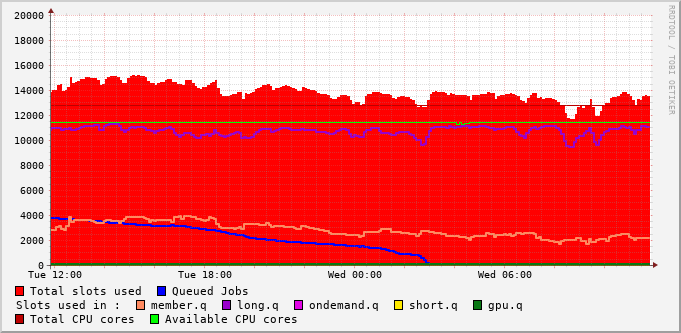 20000
18000
16000
14000
12000
10000
8000
6000
4000
2000
0
Tue 12:00 Tue 18:00 Wed 00:00 Wed 06:00
Total slots used Queued Jobs
Slots used in : member.q long.q ondemand.q short.q gpu.q
Total CPU cores Available CPU cores
RRDTOOL / TOBI OETIKER